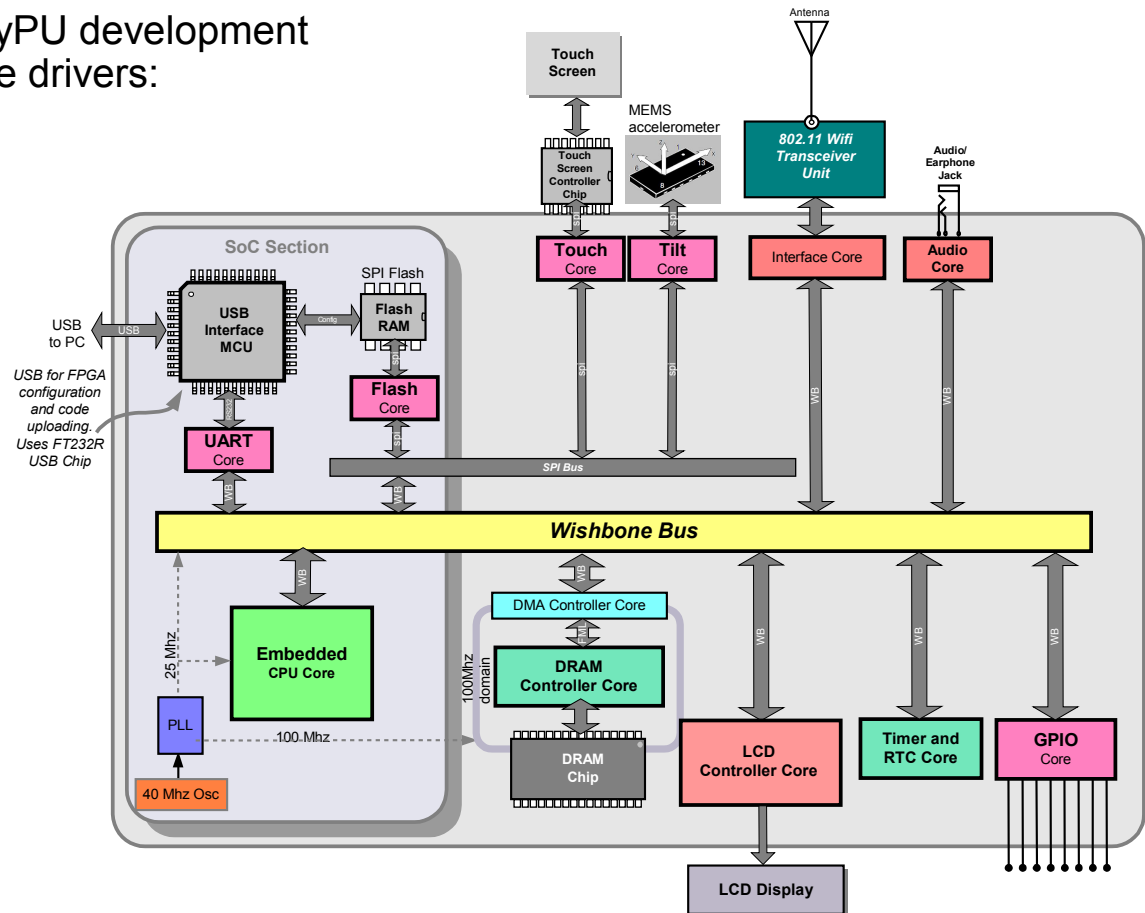 yPU development
e drivers:
Antenna
Touch
Screen
MEMS
accelerometer
Touch
Screen
Controller
Chip
802.11 Wifi
Transceiver
Unit
Audio/
Earphone
Jack
spi
spi
SoC Section
Touch
Core
Tilt
Core
Interface Core
Audio
Core
SPI Flash
USB
Interface
MCU
Config
Flash
RAM
USB
to PC
USB
spi
USB for FPGA
configuration
and code
uploading.
Uses FT232R
USB Chip
RS232
Flash
Core
spi
spi
WB
WB
UART
Core
spi
SPI Bus
WB
WB
Wishbone Bus
WB
WB
WB
WB
WB
DMA Controller Core
FML
25 Mhz
Embedded
CPU Core
100Mhz
domain
DRAM
Controller Core
PLL
100 Mhz
DRAM
Chip
LCD
Controller Core
Timer and
RTC Core
GPIO
Core
40 Mhz Osc
LCD Display